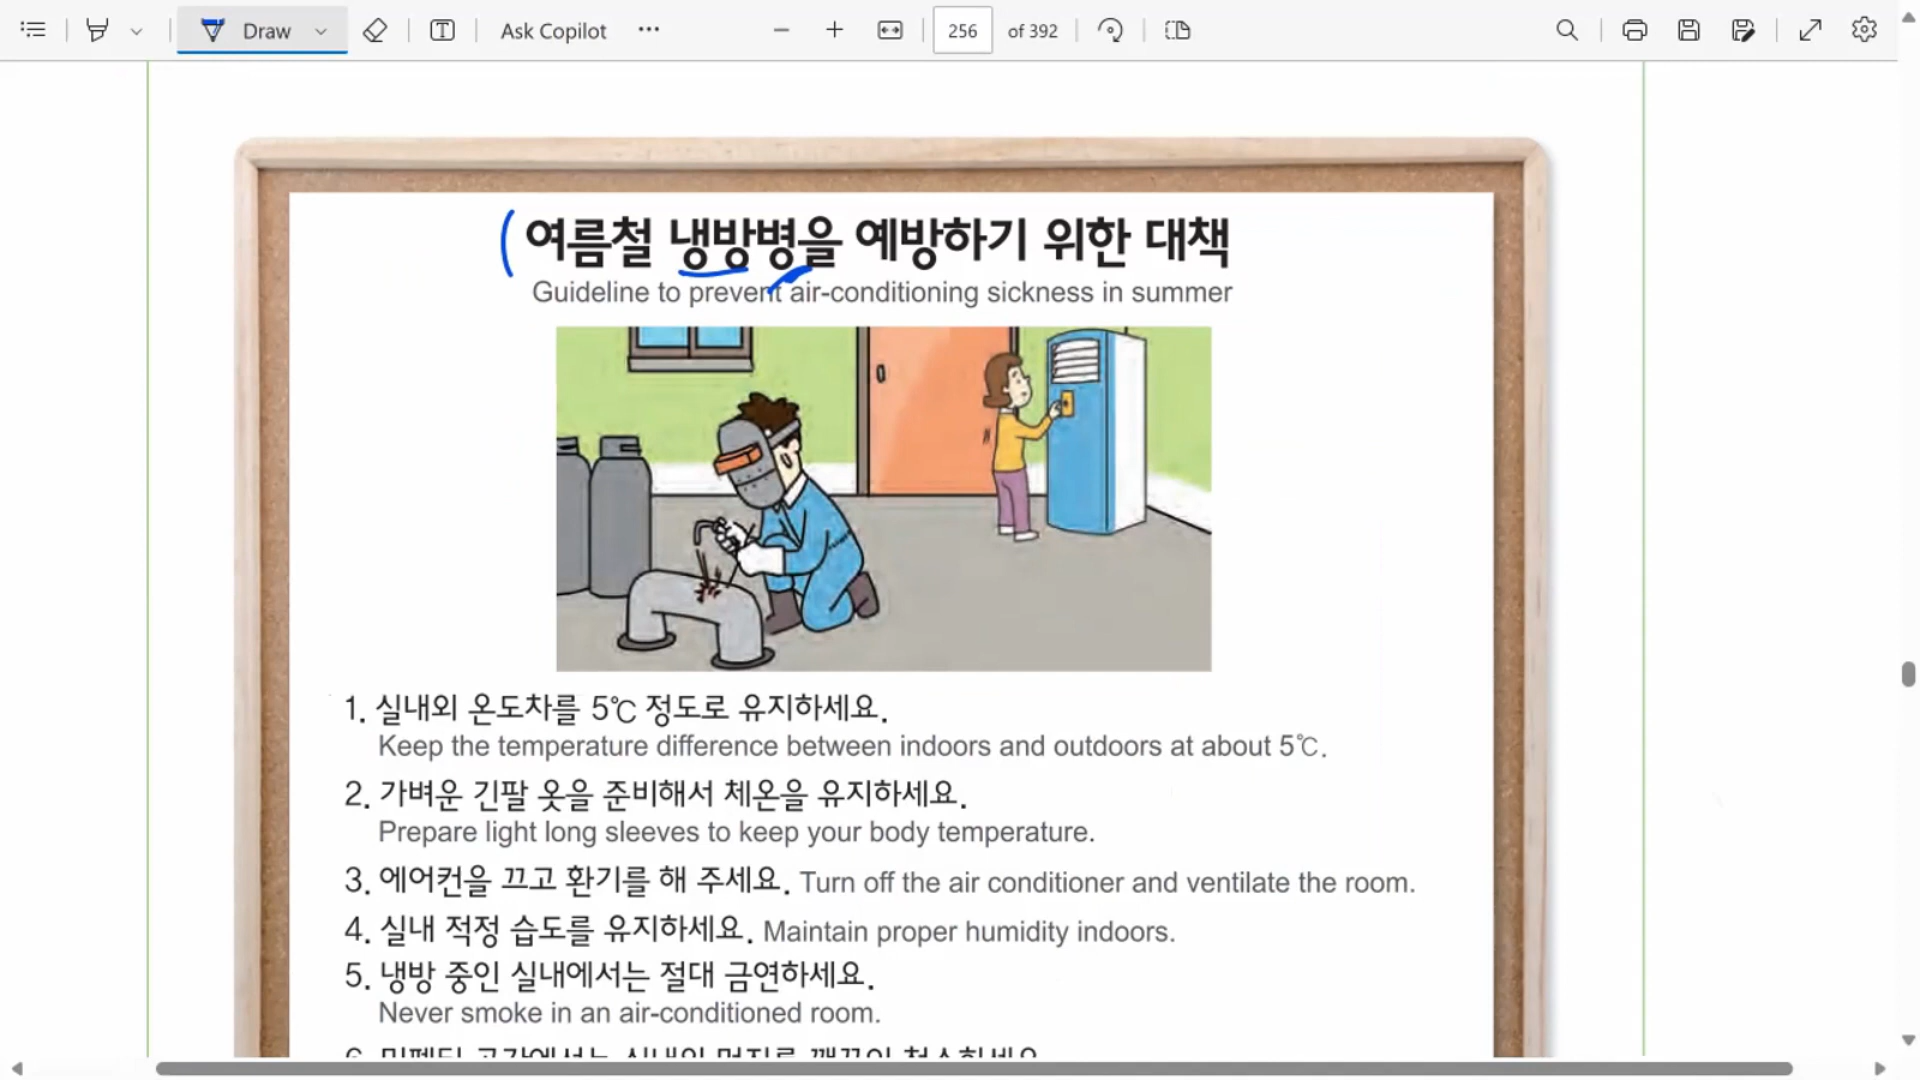 Draw
Ask Copilot
256 of 392
여름철 냉방병을 예방하기 위한 대책
Guideline to prevent air-conditioning sickness in summer
1. 실내외 온도차를 5℃ 정도로 유지하세요.
Keep the temperature difference between indoors and outdoors at about 5℃.
2. 가벼운 긴팔 옷을 준비해서 체온을 유지하세요.
Prepare light long sleeves to keep your body temperature.
3. 에어컨을 끄고 환기를 해 주세요. Turn off the air conditioner and ventilate the room.
4. 실내 적정 습도를 유지하세요. Maintain proper humidity indoors.
5. 냉방 중인 실내에서는 절대 금연하세요.
Never smoke in an air-conditioned room.